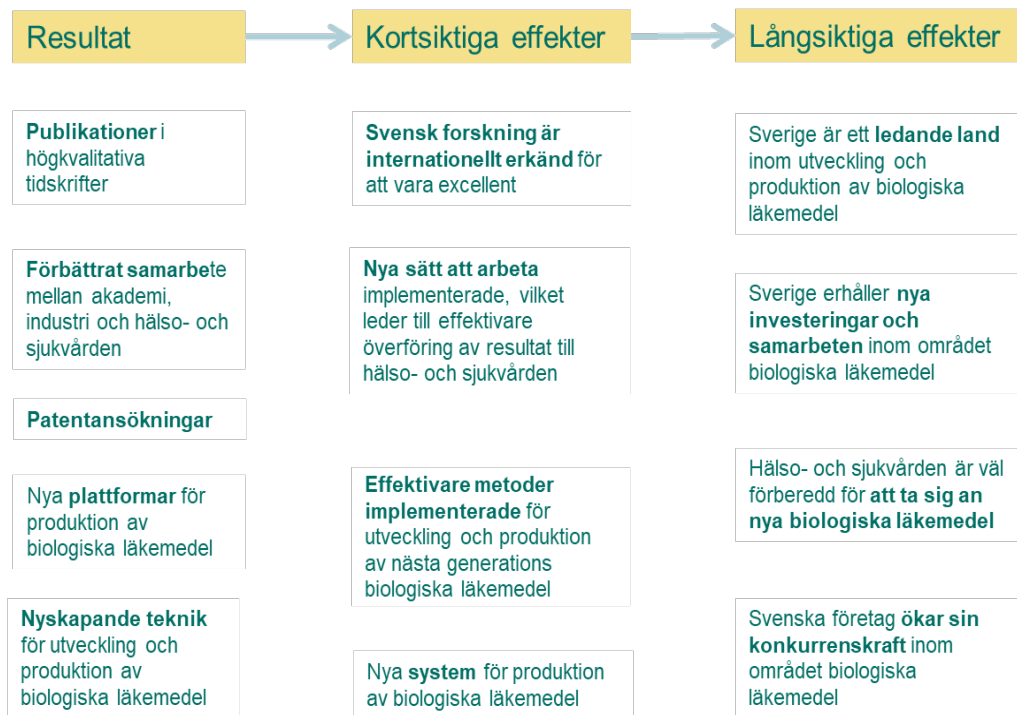 Resultat
Kortsiktiga effekter
Långsiktiga effekter
Publikationer i
högkvalitativa
tidskrifter
Förbättrat samarbete
mellan akademi,
industri och hälso- och
sjukvården
Patentansökningar
Nya plattformar för
produktion av
biologiska läkemedel
Nyskapande teknik
för utveckling och
produktion av
biologiska läkemedel
Svensk forskning är
internationellt erkänd för
att vara excellent
Nya sätt att arbeta
implementerade, vilket
leder till effektivare
överföring av resultat till
hälso- och sjukvården
Effektivare metoder
implementerade för
utveckling och produktion
av nästa generations
biologiska läkemedel
Nya system för produktion
av biologiska läkemedel
Sverige är ett ledande land
inom utveckling och
produktion av biologiska
läkemedel
Sverige erhåller nya
investeringar och
samarbeten inom området
biologiska läkemedel
Hälso- och sjukvården är väl
förberedd för att ta sig an
nya biologiska läkemedel
Svenska företag ökar sin
konkurrenskraft inom
området biologiska
läkemedel